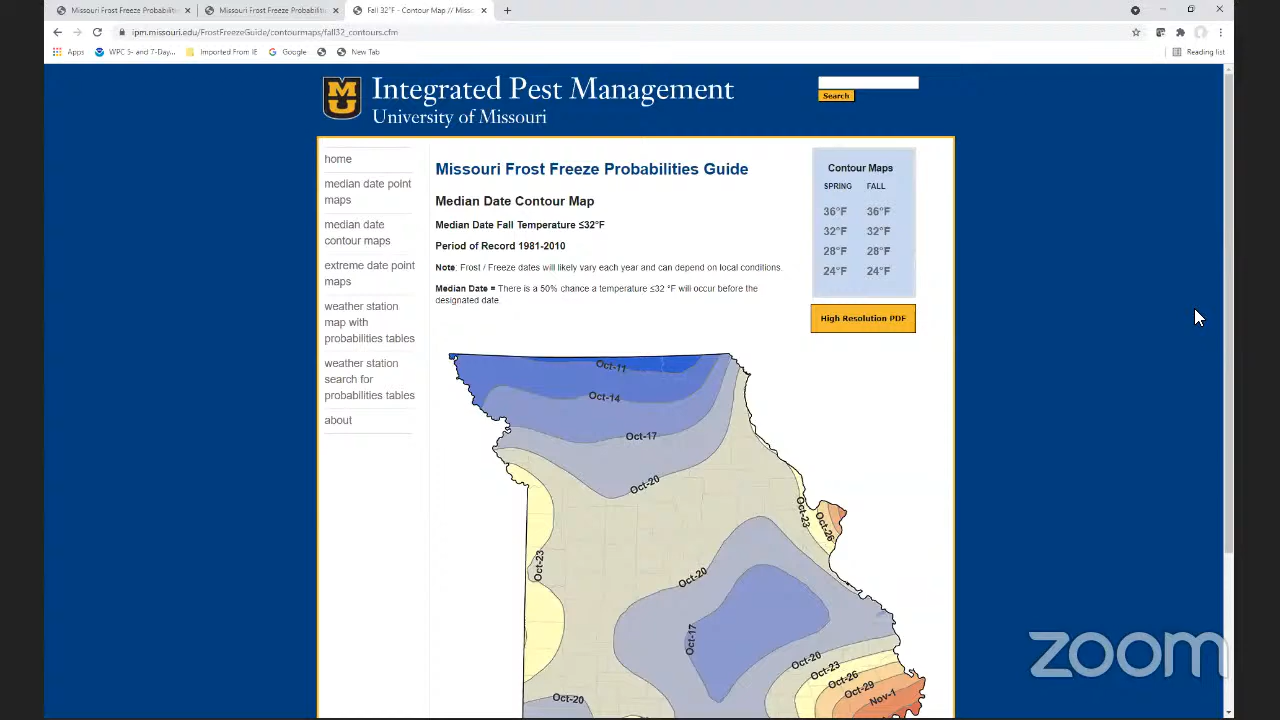 Missouri Frost Freeze Probabilitie
Missouri Frost Freeze Probabilitie
Fall 32°F - Contour Map // Misso
ipm.missouri.edu/FrostFreezeGuide/contourmaps/fall32_contours.cfm
Apps
WPC 5- and 7-Day...
Imported From IE
Google
New Tab
Reading list
MU
Integrated Pest Management
University of Missouri
Search
home
median date point
maps
median date
contour maps
extreme date point
maps
weather station
map with
probabilities tables
weather station
search for
probabilities tables
about
Missouri Frost Freeze Probabilities Guide
Median Date Contour Map
Median Date Fall Temperature ≤32°F
Period of Record 1981-2010
Note: Frost / Freeze dates will likely vary each year and can depend on local conditions.
Median Date = There is a 50% chance a temperature ≤32 °F will occur before the
designated date.
Contour Maps
SPRING FALL
36°F 36°F
32°F 32°F
28°F 28°F
24°F 24°F
High Resolution PDF
Oct-11
Oct-14
Oct-17
Oct-20
Oct-23
Oct-26
Oct-23
Oct-20
Oct-17
Oct-20
Oct-23
Oct-26
Oct-29
Nov-1
Oct-20
zoom